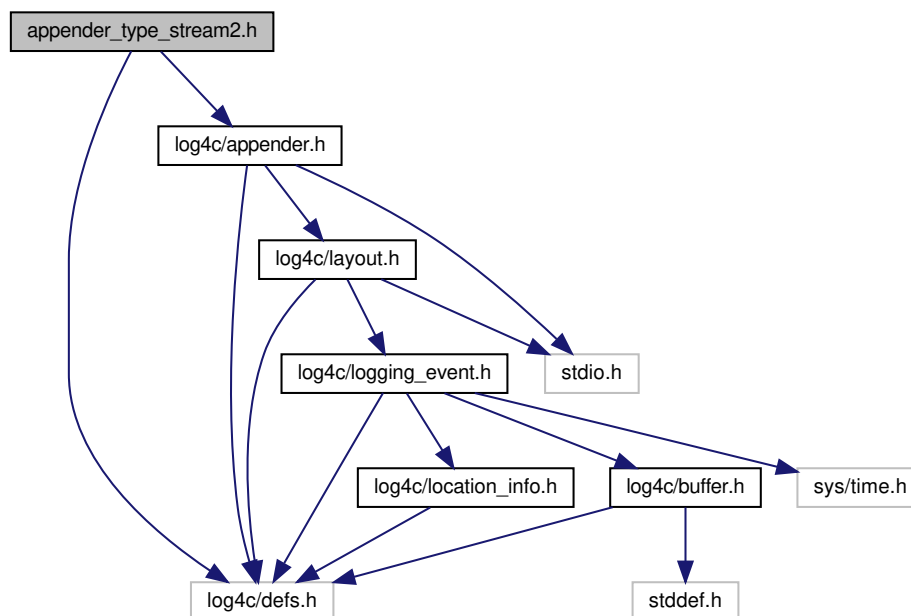 appender_type_stream2.h
log4c/appender.h
log4c/layout.h
log4c/logging_event.h
stdio.h
log4c/location_info.h
log4c/buffer.h
sys/time.h
log4c/defs.h
stddef.h